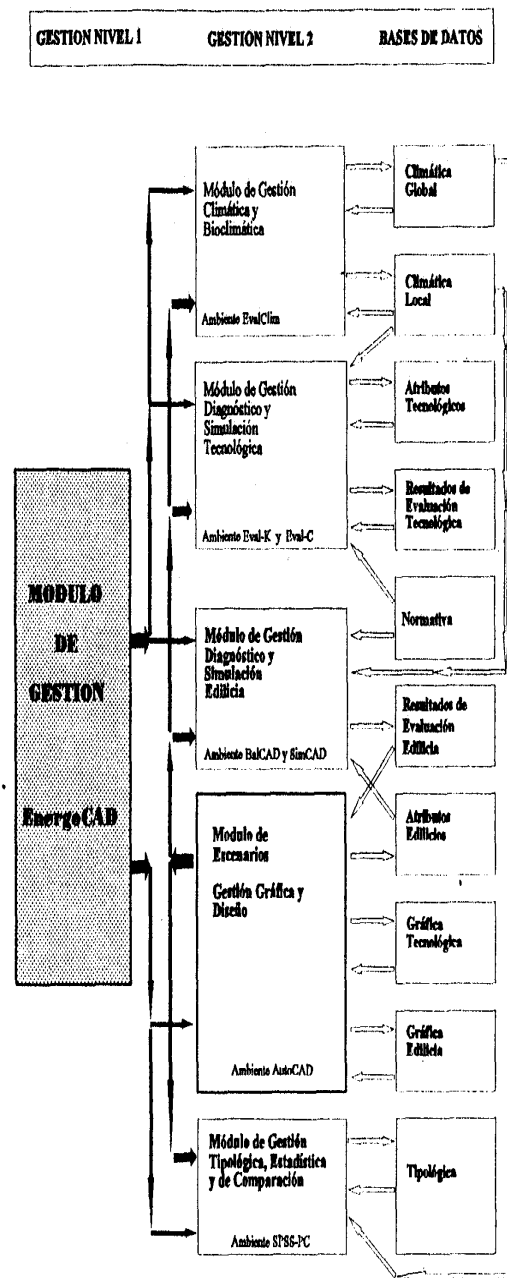 GESTION NIVEL 1
GESTION NIVEL 2
BASES DE DATOS
MODULO
DE
GESTION
EnergoCAD
Módulo de Gestión
Climática y
Bioclimática
Ambiente EvalClim
Módulo de Gestión
Diagnóstico y
Simulación
Tecnológica
Ambiente Eval-K y Eval-C
Módulo de Gestión
Diagnóstico y
Simulación
Edilicia
Ambiente BalCAD y SimCAD
Modulo de
Escenarios
Gestión Gráfica y
Diseño
Ambiente AutoCAD
Módulo de Gestión
Tipológica, Estadística
y de Comparación
Ambiente SPSS-PC
Climática
Global
Climática
Local
Atributos
Tecnológicos
Resultados de
Evaluación
Tecnológica
Normativa
Resultados de
Evaluación
Edilicia
Atributos
Edilicios
Gráfica
Tecnológica
Gráfica
Edilicia
Tipológica